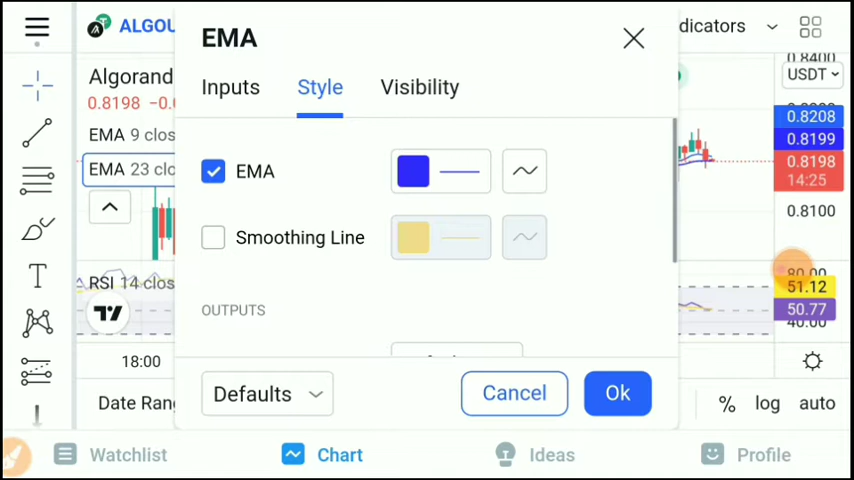 ALGOU
EMA
dicators
0.8400
Inputs
Style
Visibility
USDT
Algorand
0.8198 −0.
0.8208
0.8199
0.8198
14:25
EMA 9 clos
EMA 23 clo
EMA
0.8100
Smoothing Line
RSI 14 close
80.00
51.12
50.77
40.00
OUTPUTS
18:00
Defaults
Cancel
Ok
Date Ran
%
log
auto
Watchlist
Chart
Ideas
Profile